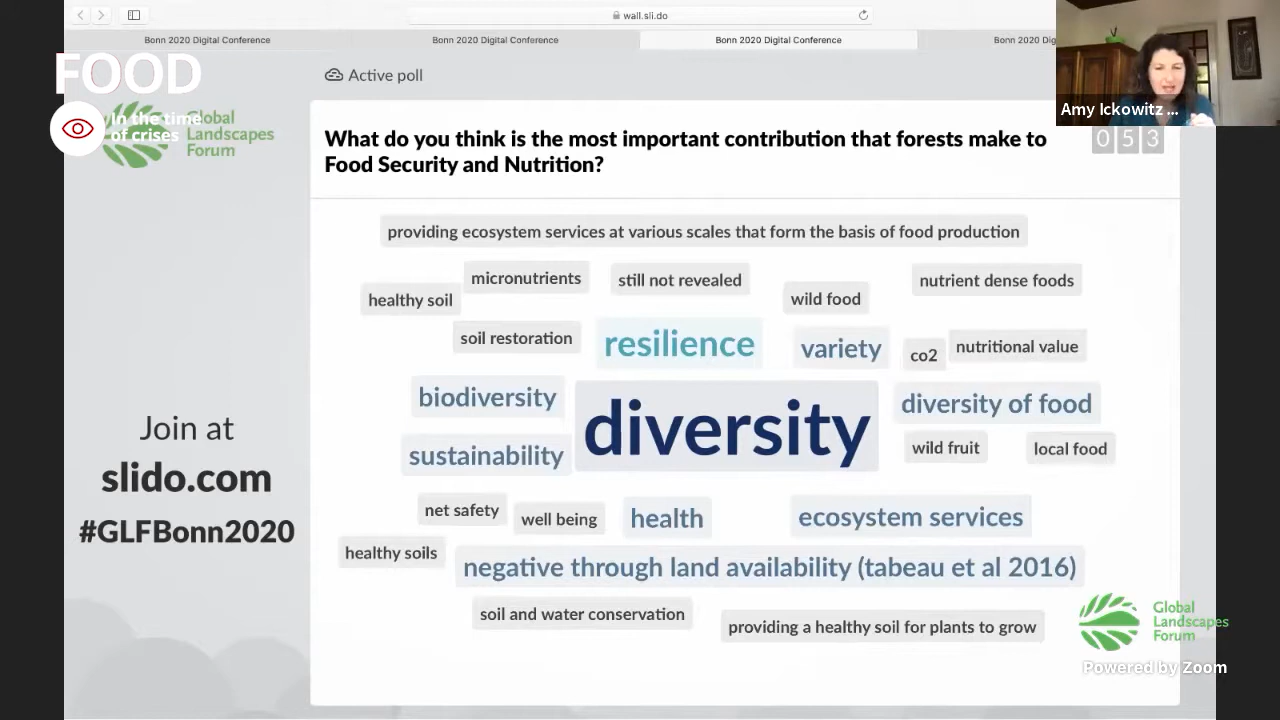 wall.sli.do
Bonn 2020 Digital Conference
Bonn 2020 Digital Conference
Bonn 2020 Digital Conference
Bonn 2020 Dig
FOOD
In the time
of crises
Global
Landscapes
Forum
Active poll
Amy Ickowitz ...
What do you think is the most important contribution that forests make to
Food Security and Nutrition?
0 5 3
providing ecosystem services at various scales that form the basis of food production
micronutrients
still not revealed
nutrient dense foods
healthy soil
wild food
soil restoration
resilience
variety
co2
nutritional value
biodiversity
diversity
diversity of food
sustainability
wild fruit
local food
net safety
well being
health
ecosystem services
healthy soils
negative through land availability (tabeau et al 2016)
soil and water conservation
providing a healthy soil for plants to grow
Join at
slido.com
#GLFBonn2020
Global
Landscapes
Forum
Powered by Zoom